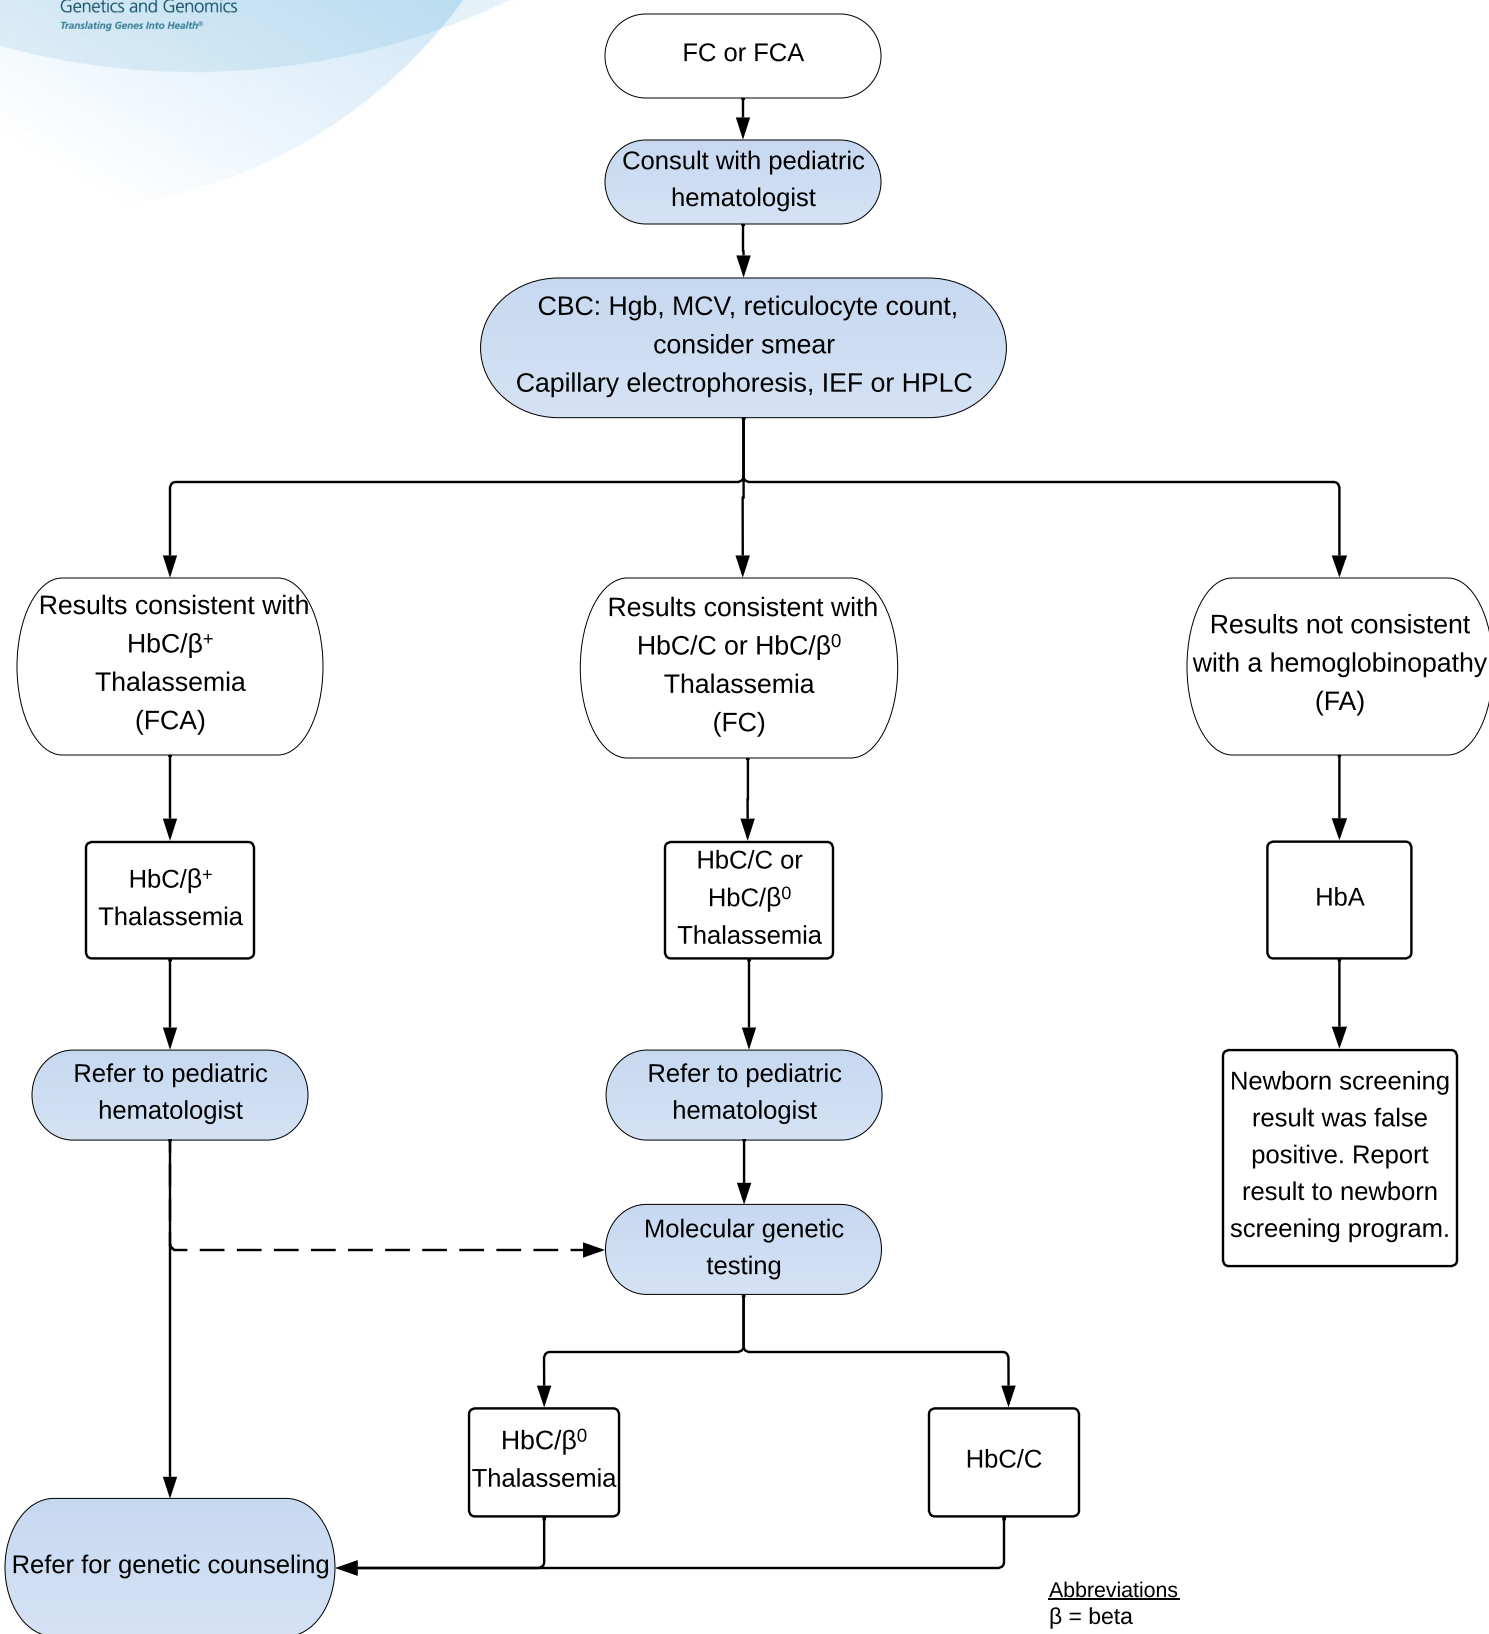 Genetics and Genomics
Translating Genes Into Health®
FC or FCA
Consult with pediatric
hematologist
CBC: Hgb, MCV, reticulocyte count,
consider smear
Capillary electrophoresis, IEF or HPLC
Results consistent with
HbC/β⁺
Thalassemia
(FCA)
Results consistent with
HbC/C or HbC/β⁰
Thalassemia
(FC)
Results not consistent
with a hemoglobinopathy
(FA)
HbC/β⁺
Thalassemia
HbC/C or
HbC/β⁰
Thalassemia
HbA
Refer to pediatric
hematologist
Refer to pediatric
hematologist
Newborn screening
result was false
positive. Report
result to newborn
screening program.
Molecular genetic
testing
HbC/β⁰
Thalassemia
HbC/C
Refer for genetic counseling
Abbreviations
β = beta